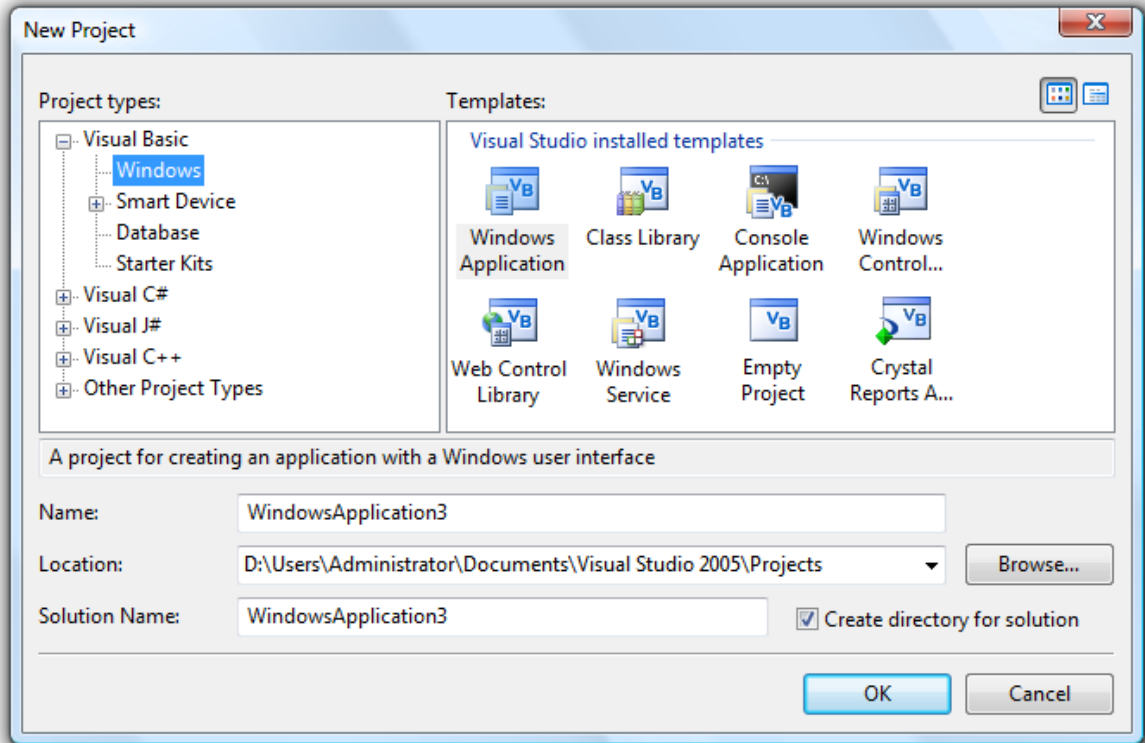 New Project
Project types:
Templates:
Visual Basic
Windows
Smart Device
Database
Starter Kits
Visual C#
Visual J#
Visual C++
Other Project Types
Visual Studio installed templates
Windows
Application
Class Library
Console
Application
Windows
Control...
Web Control
Library
Windows
Service
Empty
Project
Crystal
Reports A...
A project for creating an application with a Windows user interface
Name:
WindowsApplication3
Location:
D:\Users\Administrator\Documents\Visual Studio 2005\Projects
Browse...
Solution Name:
WindowsApplication3
Create directory for solution
OK
Cancel